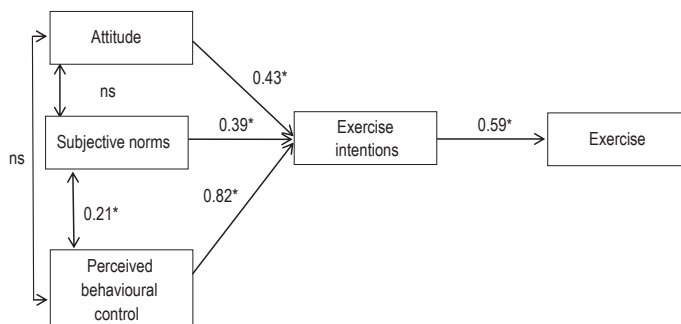 Attitude
ns
0.43*
Subjective norms
0.39*
Exercise
intentions
0.59*
Exercise
ns
0.21*
0.82*
Perceived
behavioural
control